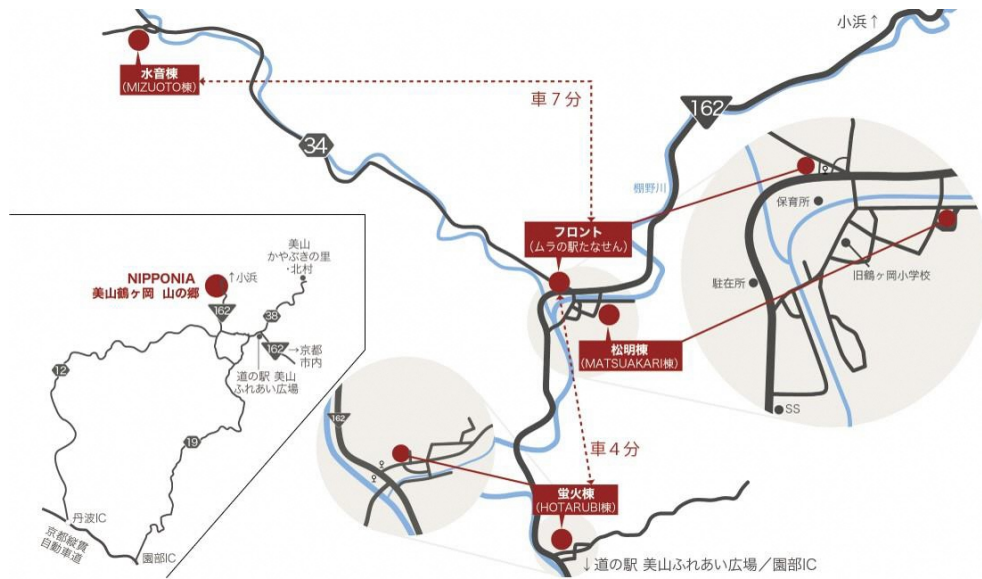 小浜↑
水音棟
(MIZUOTO棟)
車7分
162
34
棚野川
保育所
フロント
(ムラの駅たなせん)
旧鶴ヶ岡小学校
駐在所
松明棟
(MATSUAKARI棟)
SS
美山
かやぶきの里
・北村
NIPPONIA
美山鶴ヶ岡 山の郷
↑小浜
162
38
162
→京都
市内
道の駅 美山
ふれあい広場
12
19
丹波IC
京都縦貫
自動車道
園部IC
162
車4分
蛍火棟
(HOTARUBI棟)
↓道の駅 美山ふれあい広場／園部IC